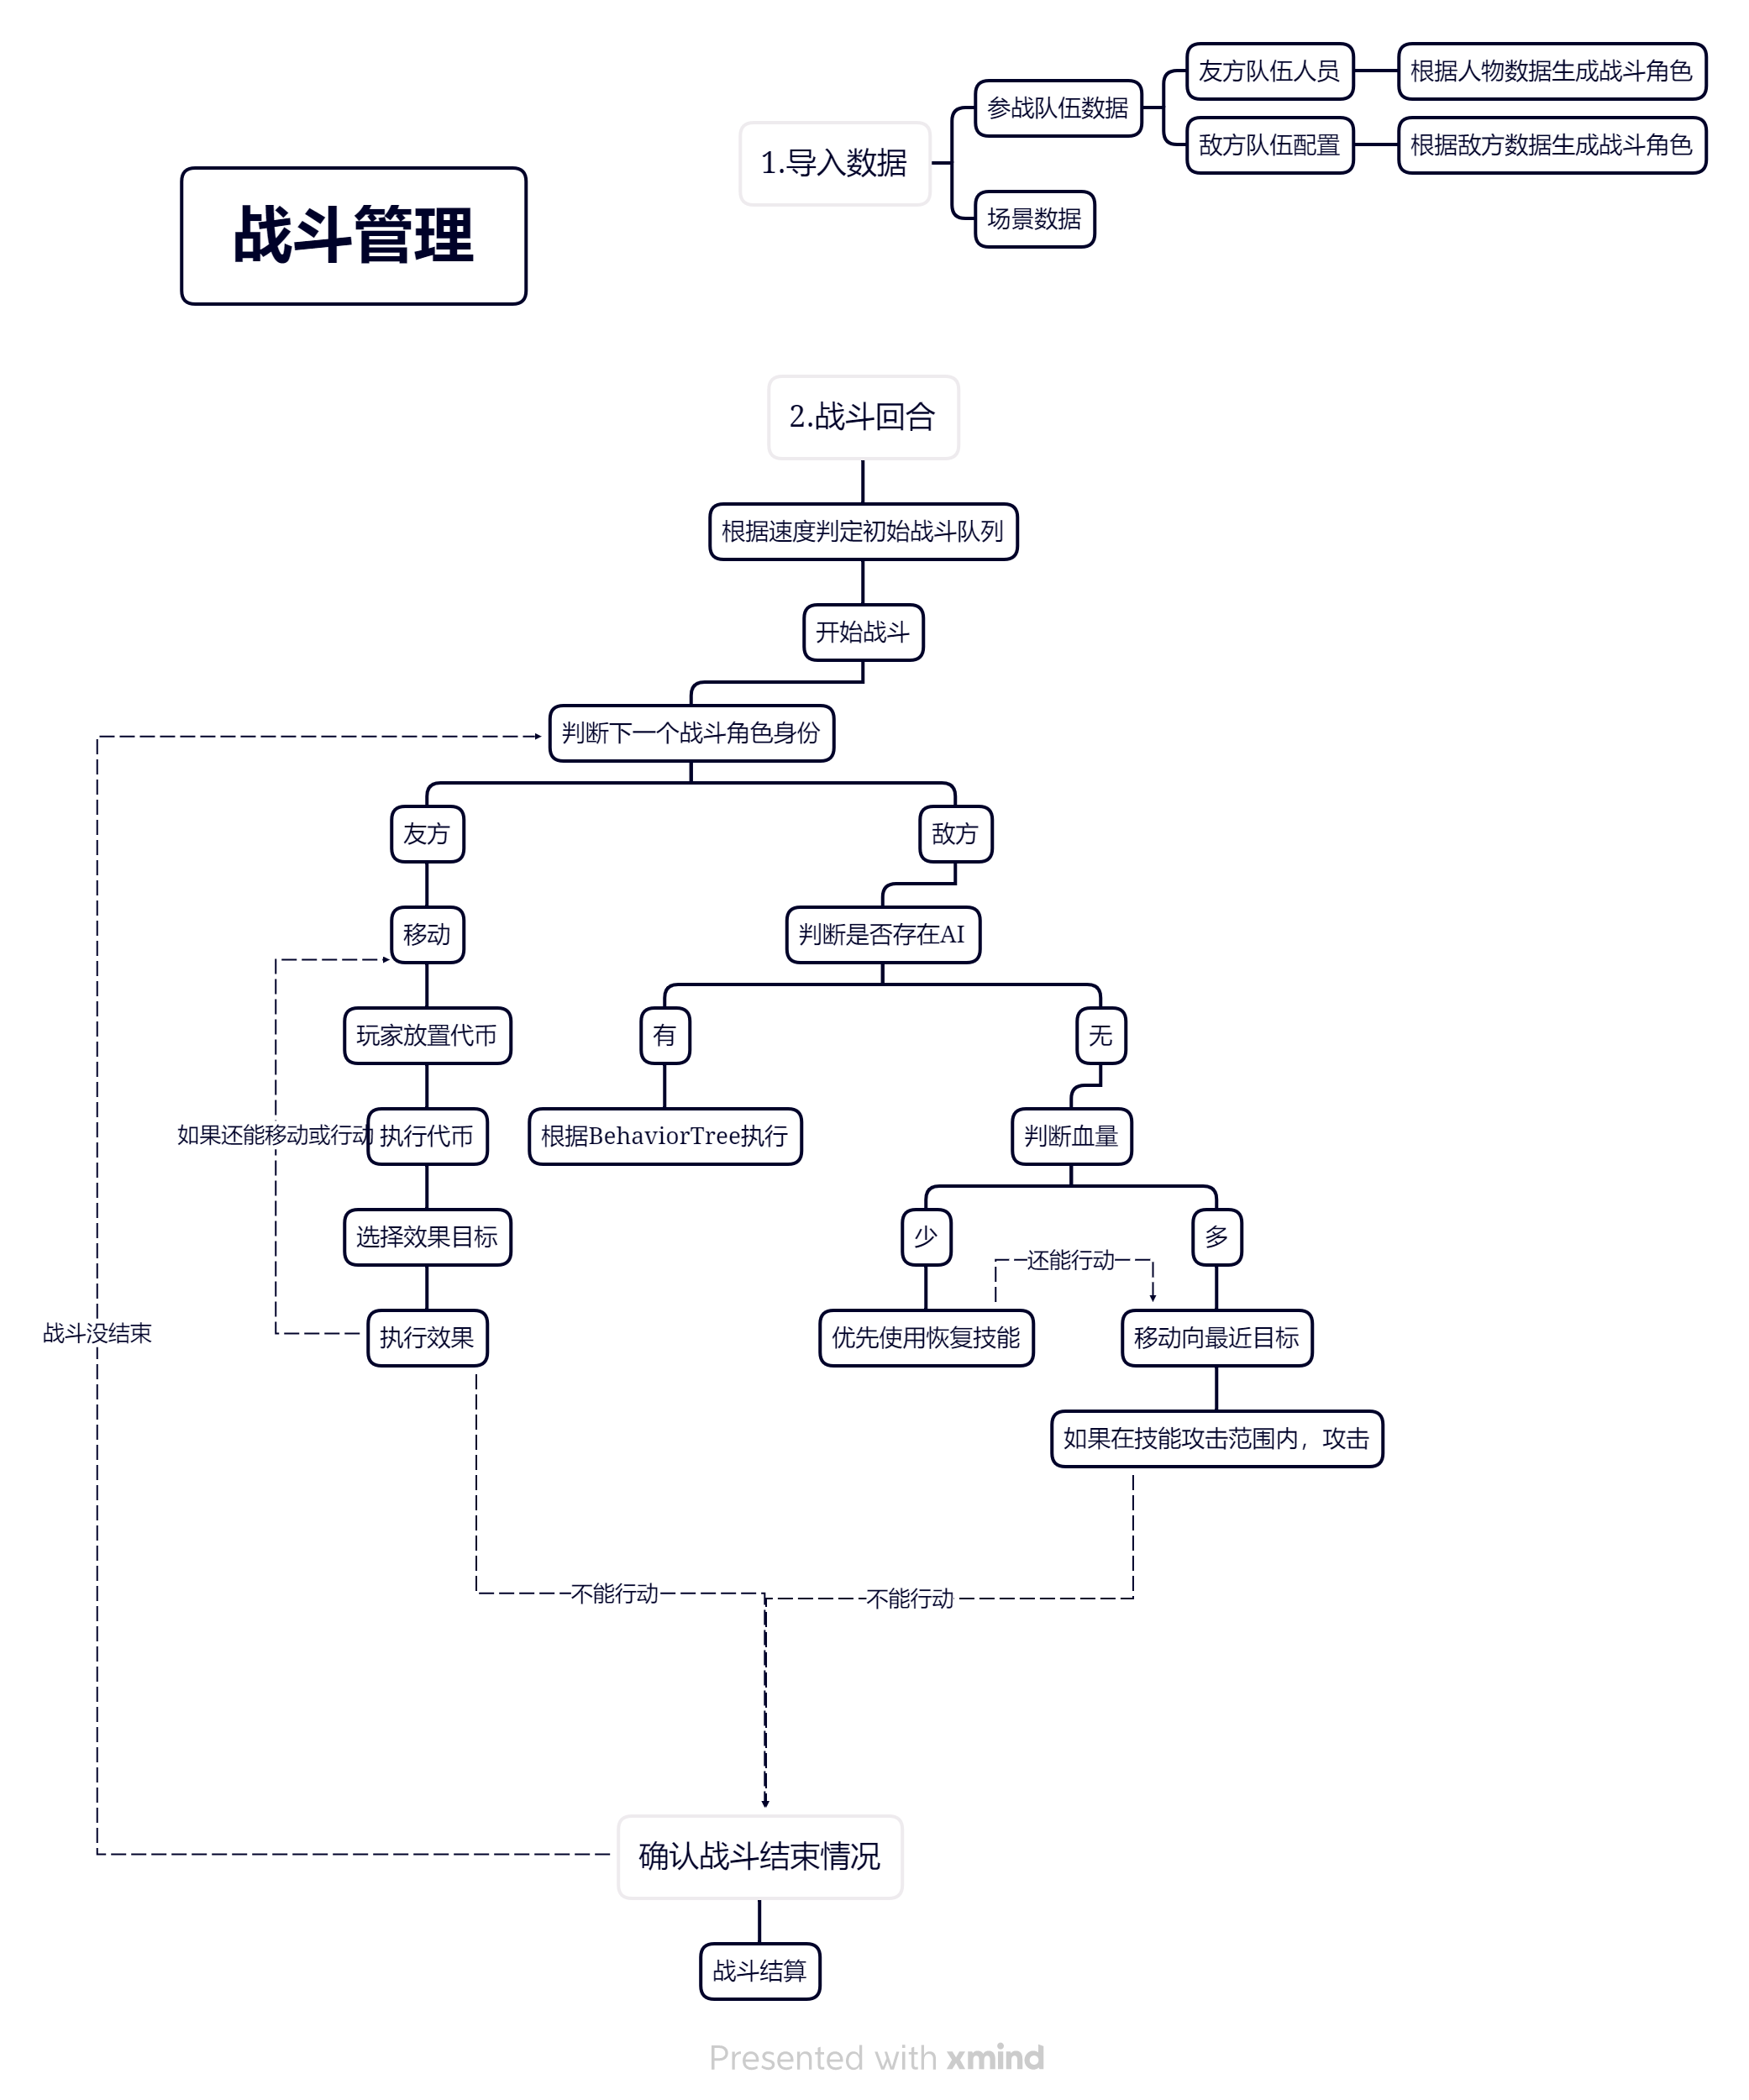 战斗管理
1.导入数据
参战队伍数据
友方队伍人员
根据人物数据生成战斗角色
敌方队伍配置
根据敌方数据生成战斗角色
场景数据
2.战斗回合
根据速度判定初始战斗队列
开始战斗
判断下一个战斗角色身份
友方
敌方
移动
判断是否存在AI
玩家放置代币
有
无
如果还能移动或行动
执行代币
根据BehaviorTree执行
判断血量
选择效果目标
少
多
还能行动
战斗没结束
执行效果
优先使用恢复技能
移动向最近目标
如果在技能攻击范围内，攻击
不能行动
不能行动
确认战斗结束情况
战斗结算
Presented with xmind